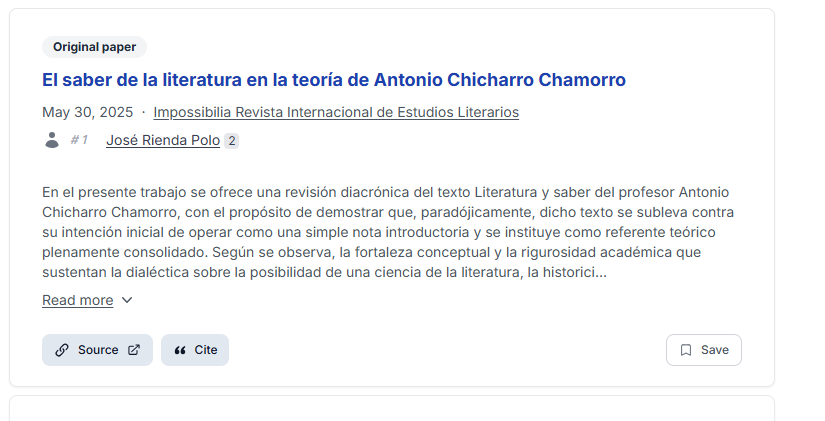 Original paper
El saber de la literatura en la teoría de Antonio Chicharro Chamorro
May 30, 2025 · Impossibilia Revista Internacional de Estudios Literarios
#1 José Rienda Polo 2
En el presente trabajo se ofrece una revisión diacrónica del texto Literatura y saber del profesor Antonio
Chicharro Chamorro, con el propósito de demostrar que, paradójicamente, dicho texto se subleva contra
su intención inicial de operar como una simple nota introductoria y se instituye como referente teórico
plenamente consolidado. Según se observa, la fortaleza conceptual y la rigurosidad académica que
sustentan la dialéctica sobre la posibilidad de una ciencia de la literatura, la historici...
Read more
Source Cite Save